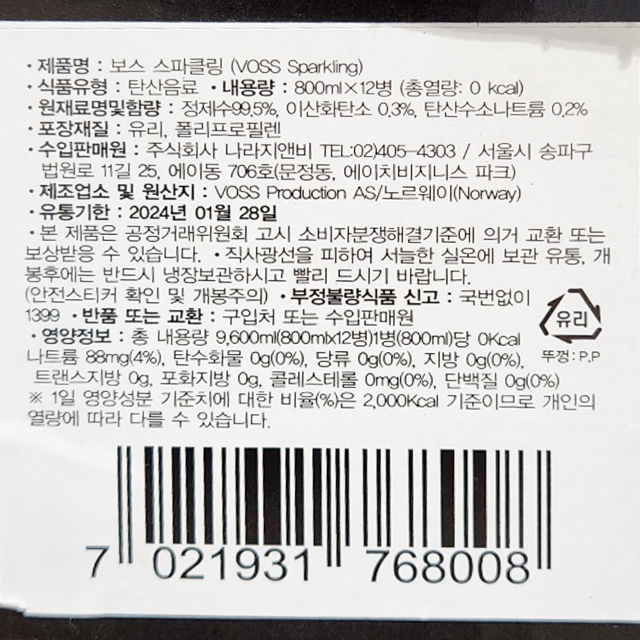 • 제품명 : 보스 스파클링 (VOSS Sparkling)
• 식품유형 : 탄산음료 • 내용량 : 800ml×12병 (총열량: 0 kcal)
• 원재료명및함량 : 정제수99.5%, 이산화탄소 0.3%, 탄산수소나트륨 0.2%
• 포장재질 : 유리, 폴리프로필렌
• 수입판매원 : 주식회사 나라지앤비 TEL:02)405-4303 / 서울시 송파구
법원로 11길 25, 에이동 706호(문정동, 에이치비지니스 파크)
• 제조업소 및 원산지 : VOSS Production AS/노르웨이(Norway)
• 유통기한 : 2024년 01월 28일
• 본 제품은 공정거래위원회 고시 소비자분쟁해결기준에 의거 교환 또는
보상받을 수 있습니다. • 직사광선을 피하여 서늘한 실온에 보관 유통, 개
봉후에는 반드시 냉장보관하시고 빨리 드시기 바랍니다.
(안전스티커 확인 및 개봉주의) • 부정불량식품 신고 : 국번없이
1399 • 반품 또는 교환 : 구입처 또는 수입판매원
• 영양정보 : 총 내용량 9,600ml(800mlx12)1병(800ml)당 0Kcal
나트륨 88mg(4%), 탄수화물 0g(0%), 당류 0g(0%), 지방 0g(0%),
트랜스지방 0g, 포화지방 0g, 콜레스테롤 0mg(0%), 단백질 0g(0%)
※ 1일 영양성분 기준치에 대한 비율(%)은 2,000Kcal 기준이므로 개인의
열량에 따라 다를 수 있습니다.
유리
뚜껑:P.P
7 021931 768008